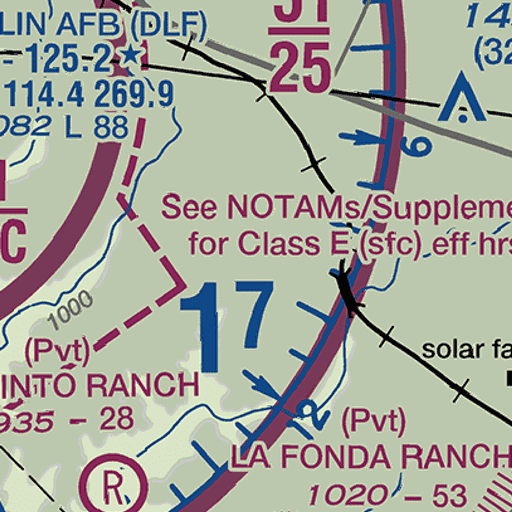 LIN AFB (DLF)
- 125.2
114.4 269.9
082 L 88
31
25
14
(32
6
See NOTAMs/Suppleme
for Class E (sfc) eff hrs
C
1000
17
(Pvt)
INTO RANCH
935 - 28
solar fa
12
(Pvt)
LA FONDA RANCH
1020 - 53
R